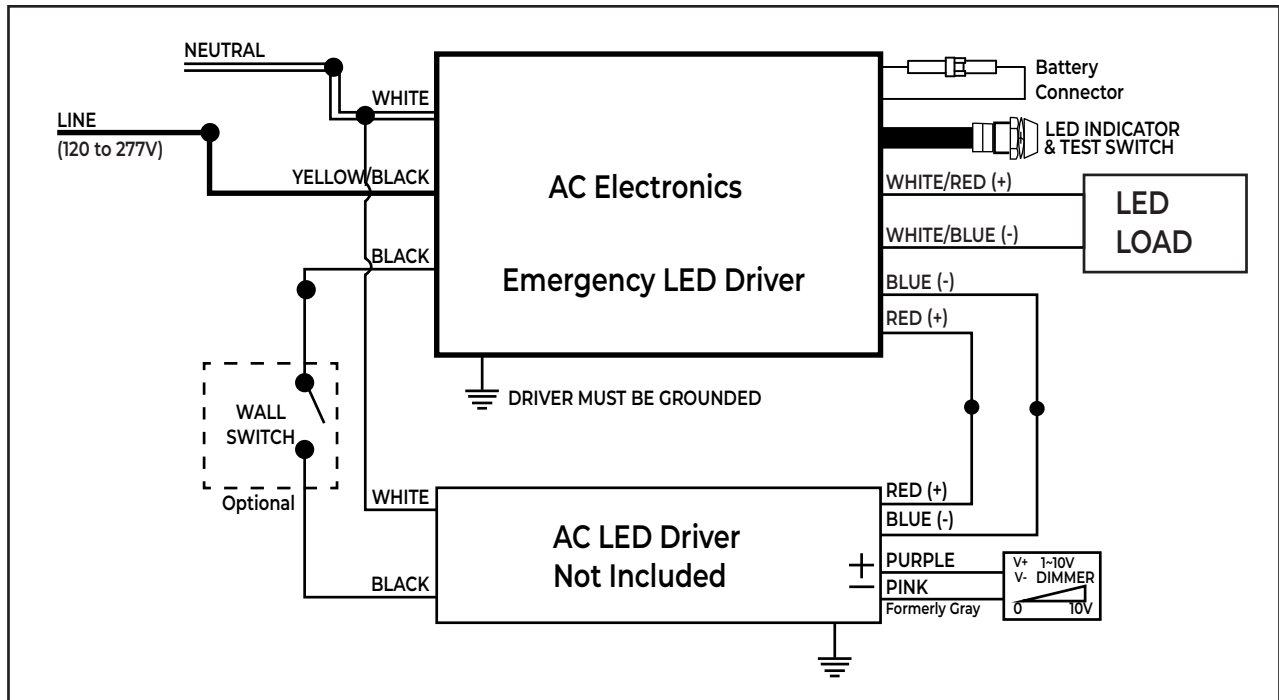 NEUTRAL
WHITE
LINE
(120 to 277V)
YELLOW/BLACK
BLACK
AC Electronics
Emergency LED Driver
Battery
Connector
LED INDICATOR
& TEST SWITCH
WHITE/RED (+)
WHITE/BLUE (-)
LED
LOAD
BLUE (-)
RED (+)
DRIVER MUST BE GROUNDED
WALL
SWITCH
Optional
WHITE
BLACK
AC LED Driver
Not Included
RED (+)
BLUE (-)
+ PURPLE
− PINK
Formerly Gray
V+ 1~10V
V- DIMMER
0 10V